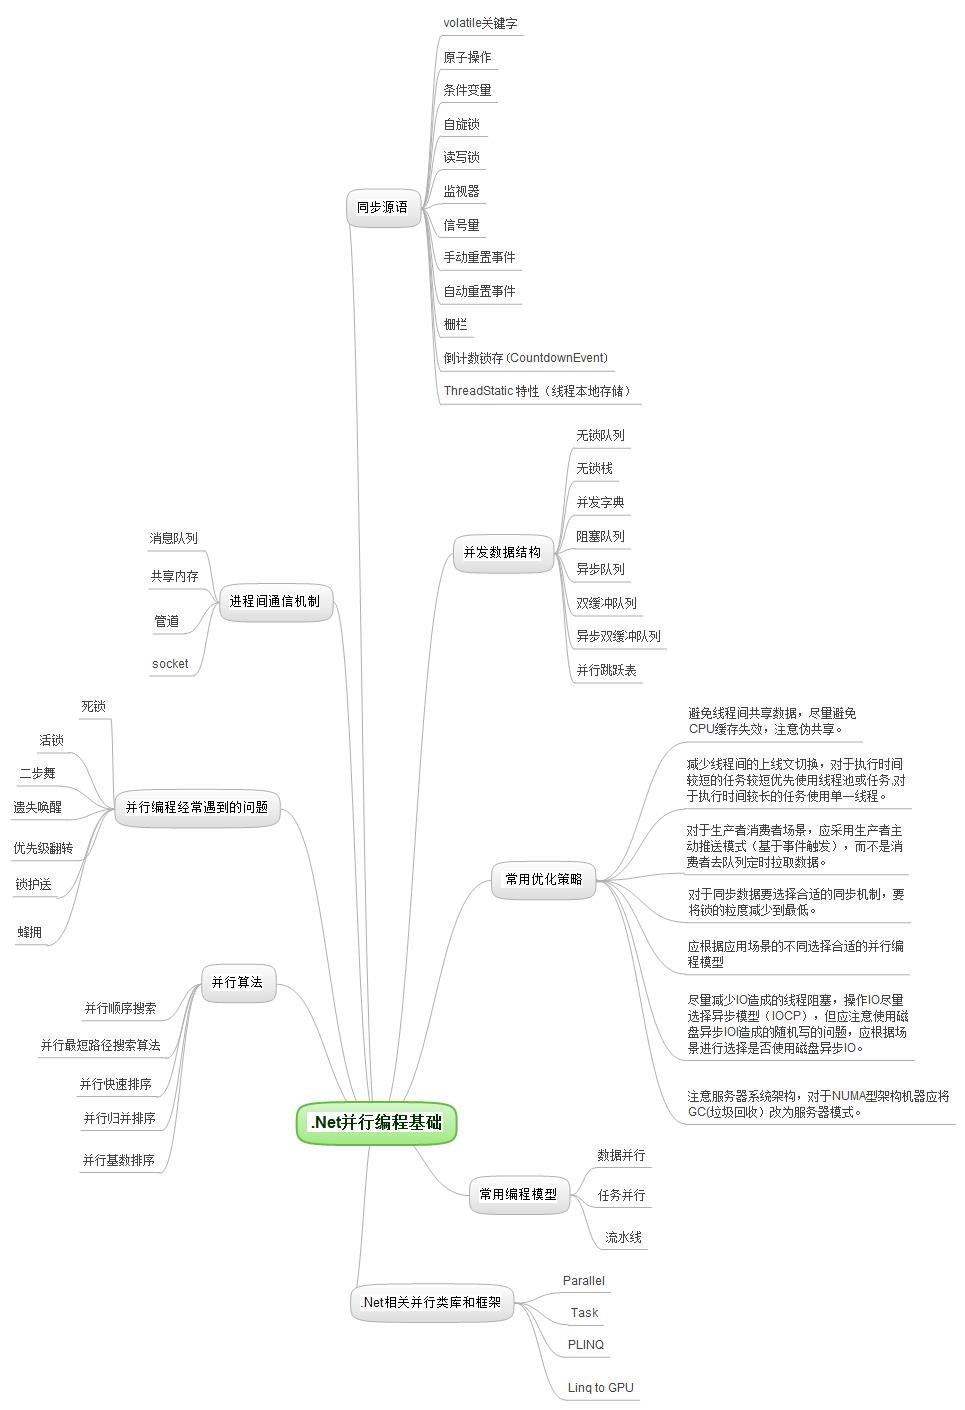 volatile关键字
原子操作
条件变量
自旋锁
读写锁
监视器
信号量
手动重置事件
自动重置事件
栅栏
倒计数锁存 (CountdownEvent)
ThreadStatic 特性（线程本地存储）
同步源语
无锁队列
无锁栈
并发字典
阻塞队列
异步队列
双缓冲队列
异步双缓冲队列
并行跳跃表
并发数据结构
消息队列
共享内存
管道
socket
进程间通信机制
死锁
活锁
二步舞
遗失唤醒
优先级翻转
锁护送
蜂拥
并行编程经常遇到的问题
避免线程间共享数据，尽量避免
CPU缓存失效，注意伪共享。
减少线程间的上线文切换，对于执行时间
较短的任务较短优先使用线程池或任务,对
于执行时间较长的任务使用单一线程。
对于生产者消费者场景，应采用生产者主
动推送模式（基于事件触发），而不是消
费者去队列定时拉取数据。
对于同步数据要选择合适的同步机制，要
将锁的粒度减少到最低。
应根据应用场景的不同选择合适的并行编
程模型
尽量减少IO造成的线程阻塞，操作IO尽量
选择异步模型（IOCP），但应注意使用磁
盘异步IOI造成的随机写的问题，应根据场
景进行选择是否使用磁盘异步IO。
注意服务器系统架构，对于NUMA型架构机器应将
GC(垃圾回收）改为服务器模式。
常用优化策略
并行算法
并行顺序搜索
并行最短路径搜索算法
并行快速排序
并行归并排序
并行基数排序
.Net并行编程基础
数据并行
任务并行
流水线
常用编程模型
.Net相关并行类库和框架
Parallel
Task
PLINQ
Linq to GPU